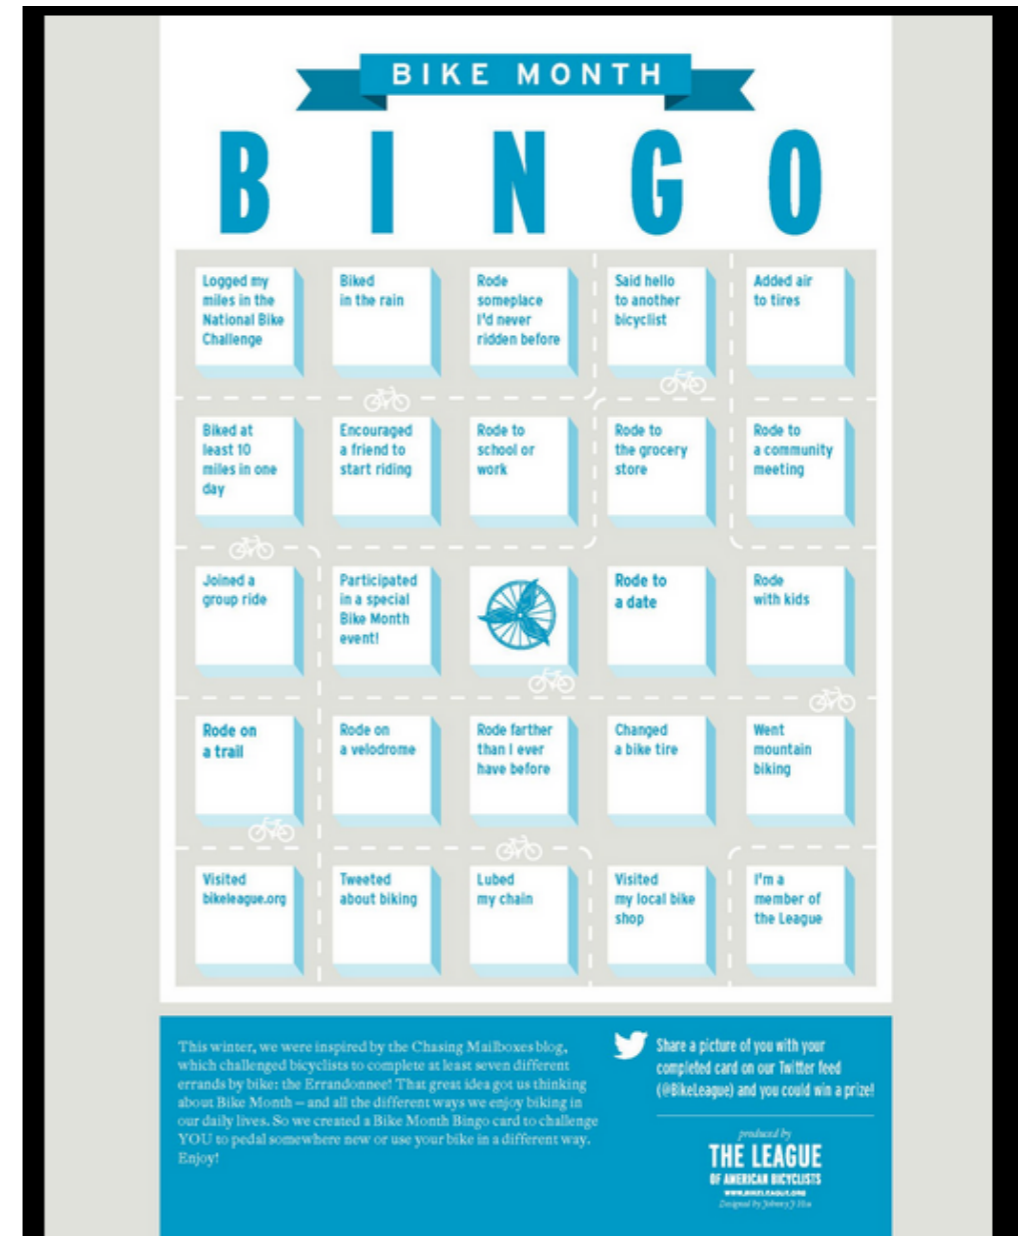 BIKE MONTH
B I N G O
Logged my
miles in the
National Bike
Challenge
Biked
in the rain
Rode
someplace
I'd never
ridden before
Said hello
to another
bicyclist
Added air
to tires
Biked at
least 10
miles in one
day
Encouraged
a friend to
start riding
Rode to
school or
work
Rode to
the grocery
store
Rode to
a community
meeting
Joined a
group ride
Participated
in a special
Bike Month
event!
Rode to
a date
Rode
with kids
Rode on
a trail
Rode on
a velodrome
Rode farther
than I ever
have before
Changed
a bike tire
Went
mountain
biking
Visited
bikeleague.org
Tweeted
about biking
Lubed
my chain
Visited
my local bike
shop
I'm a
member of
the League
This winter, we were inspired by the Chasing Mailboxes blog,
which challenged bicyclists to complete at least seven different
errands by bike: the Errandonnee! That great idea got us thinking
about Bike Month – and all the different ways we enjoy biking in
our daily lives. So we created a Bike Month Bingo card to challenge
YOU to pedal somewhere new or use your bike in a different way.
Enjoy!
Share a picture of you with your
completed card on our Twitter feed
(@BikeLeague) and you could win a prize!
produced by
THE LEAGUE
OF AMERICAN BICYCLISTS
WWW.BIKELEAGUE.ORG
Designed by Johnny J